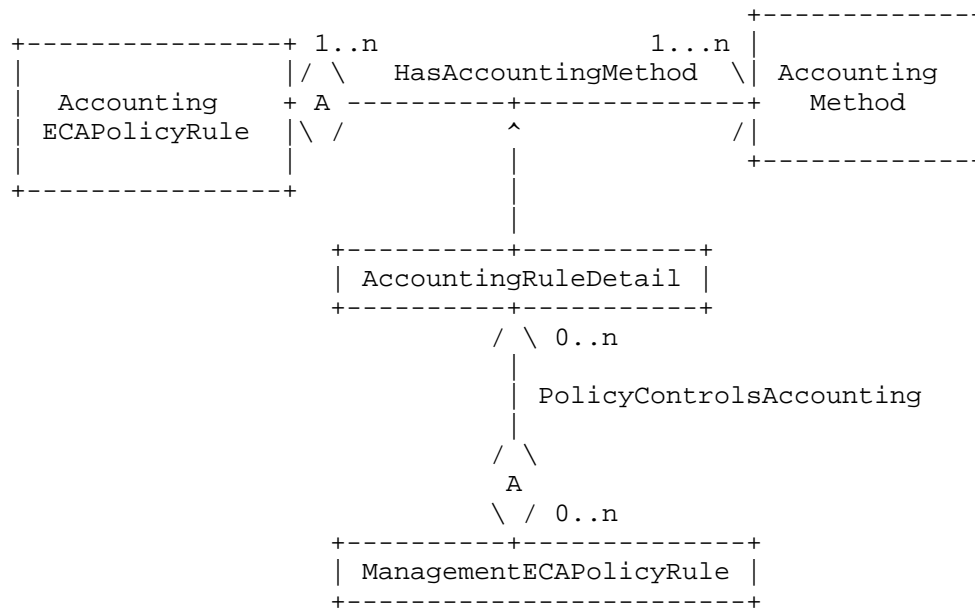 1..n 1...n
HasAccountingMethod Accounting
Accounting A Method
ECAPolicyRule
AccountingRuleDetail
0..n
PolicyControlsAccounting
A
0..n
ManagementECAPolicyRule